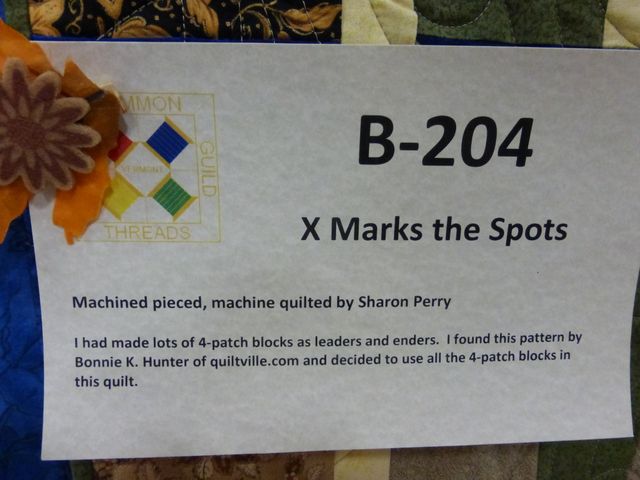 MMON
GUILD
VERMONT
THREADS
B-204
X Marks the Spots
Machined pieced, machine quilted by Sharon Perry
I had made lots of 4-patch blocks as leaders and enders.  I found this pattern by
Bonnie K. Hunter of quiltville.com and decided to use all the 4-patch blocks in
this quilt.